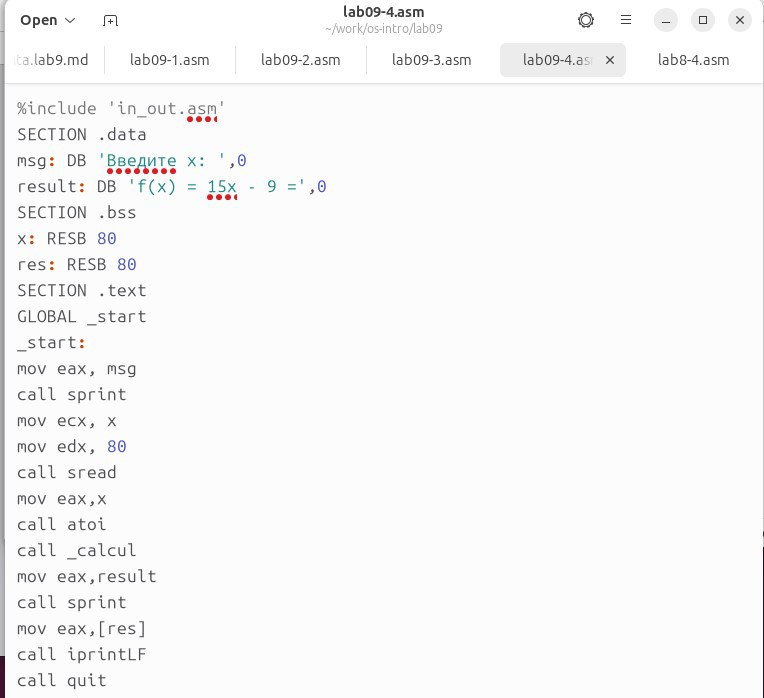 Open
lab09-4.asm
~/work/os-intro/lab09
ta.lab9.md
lab09-1.asm
lab09-2.asm
lab09-3.asm
lab09-4.as
lab8-4.asm
%include 'in_out.asm'
SECTION .data
msg: DB 'Введите x: ',0
result: DB 'f(x) = 15x - 9 =',0
SECTION .bss
x: RESB 80
res: RESB 80
SECTION .text
GLOBAL _start
_start:
mov eax, msg
call sprint
mov ecx, x
mov edx, 80
call sread
mov eax,x
call atoi
call _calcul
mov eax,result
call sprint
mov eax,[res]
call iprintLF
call quit